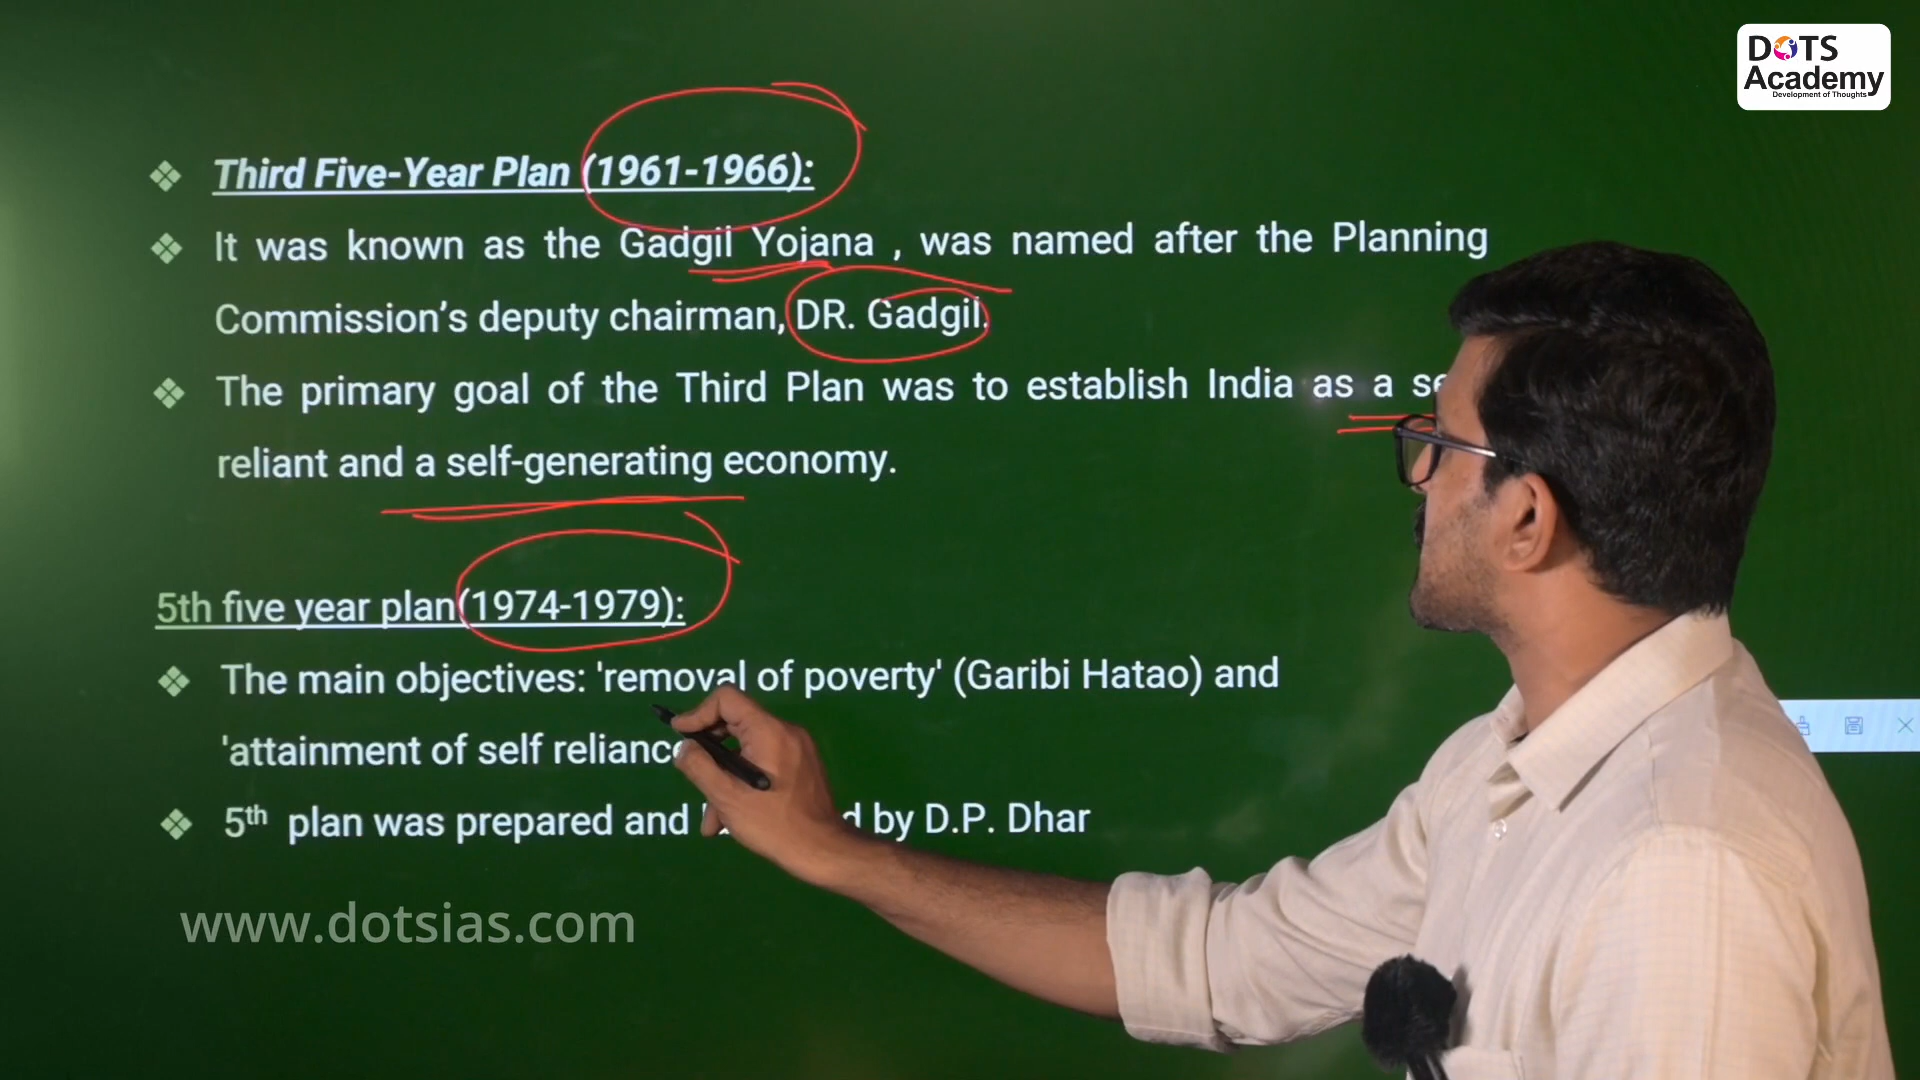 DOTS
Academy
Development of Thoughts
Third Five-Year Plan (1961-1966):
It was known as the Gadgil Yojana , was named after the Planning
Commission's deputy chairman, DR. Gadgil.
The primary goal of the Third Plan was to establish India as a
reliant and a self-generating economy.
5th five year plan(1974-1979):
The main objectives: 'removal of poverty' (Garibi Hatao) and
'attainment of self reliance
5th plan was prepared and by D.P. Dhar
www.dotsias.com